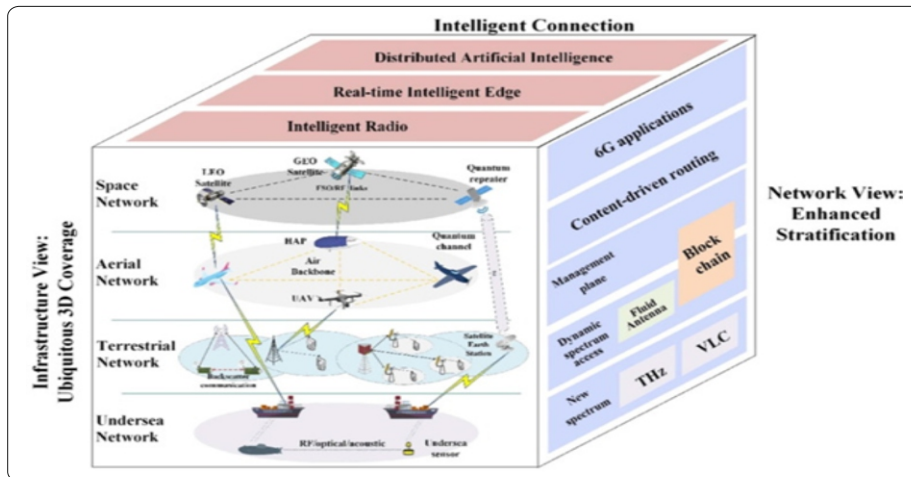 Intelligent Connection
Distributed Artificial Intelligence
Real-time Intelligent Edge
Intelligent Radio
Infrastructure View:
Ubiquitous 3D Coverage
Space
Network
LEO
Satellite
GEO
Satellite
FSO/RF links
Quantum
repeater
Aerial
Network
HAP
Air
Backbone
UAV
Quantum
channel
Terrestrial
Network
Backscatter
communication
Satellite
Earth
Station
Undersea
Network
RF/optical/acoustic
Undersea
sensor
6G applications
Content-driven routing
Management
plane
Block
chain
Dynamic
spectrum
access
Fluid
Antenna
New
spectrum
THz
VLC
Network View:
Enhanced
Stratification